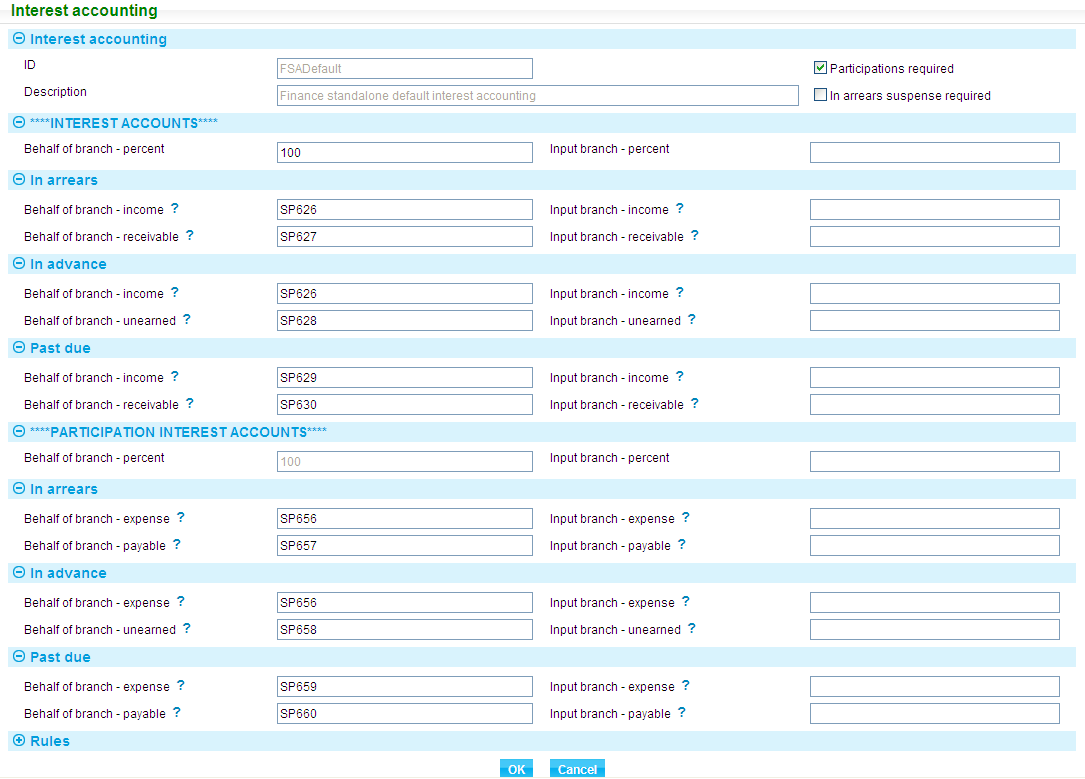 Interest accounting
Interest accounting
ID FSADefault Participations required
Description Finance standalone default interest accounting In arrears suspense required
****INTEREST ACCOUNTS****
Behalf of branch - percent 100 Input branch - percent
In arrears
Behalf of branch - income ? SP626 Input branch - income ?
Behalf of branch - receivable ? SP627 Input branch - receivable ?
In advance
Behalf of branch - income ? SP626 Input branch - income ?
Behalf of branch - unearned ? SP628 Input branch - unearned ?
Past due
Behalf of branch - income ? SP629 Input branch - income ?
Behalf of branch - receivable ? SP630 Input branch - receivable ?
****PARTICIPATION INTEREST ACCOUNTS****
Behalf of branch - percent 100 Input branch - percent
In arrears
Behalf of branch - expense ? SP656 Input branch - expense ?
Behalf of branch - payable ? SP657 Input branch - payable ?
In advance
Behalf of branch - expense ? SP656 Input branch - expense ?
Behalf of branch - unearned ? SP658 Input branch - unearned ?
Past due
Behalf of branch - expense ? SP659 Input branch - expense ?
Behalf of branch - payable ? SP660 Input branch - payable ?
Rules
OK Cancel